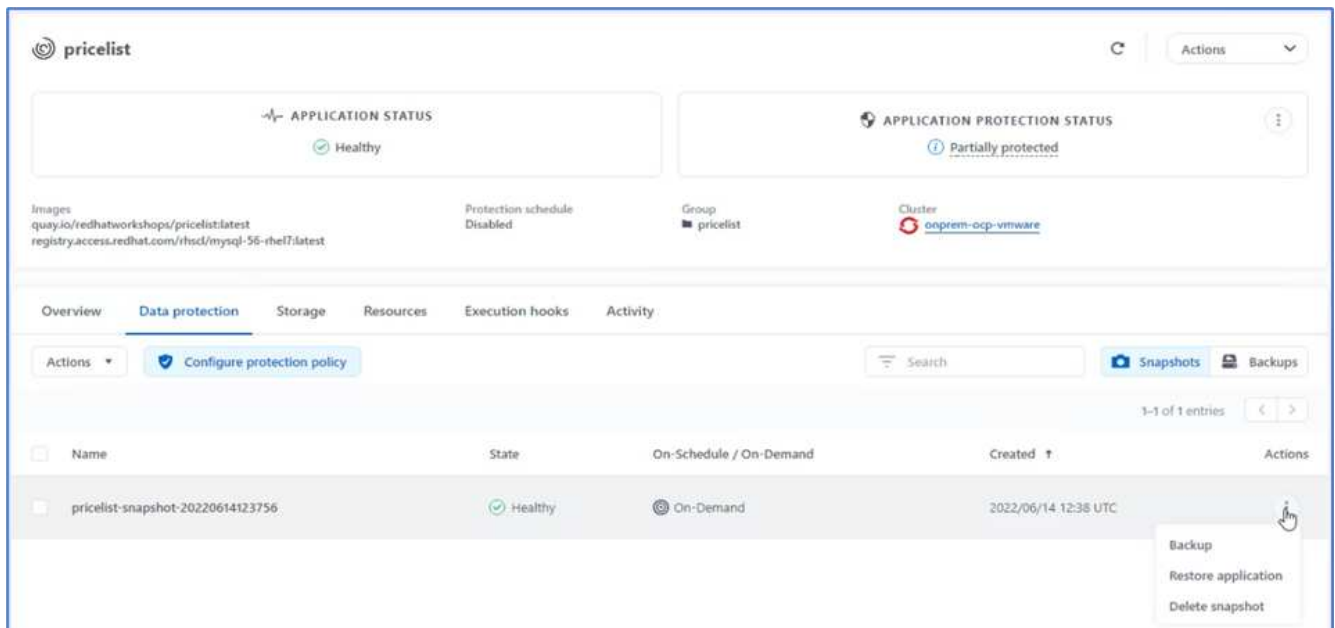 pricelist
Actions
APPLICATION STATUS
Healthy
APPLICATION PROTECTION STATUS
Partially protected
Images
quay.io/redhatworkshops/pricelist:latest
registry.access.redhat.com/rhscl/mysql-56-rhel7:latest
Protection schedule
Disabled
Group
pricelist
Cluster
onprem-ocp-vmware
Overview Data protection Storage Resources Execution hooks Activity
Actions Configure protection policy Search Snapshots Backups
1-1 of 1 entries
Name State On-Schedule / On-Demand Created Actions
pricelist-snapshot-20220614123756 Healthy On-Demand 2022/06/14 12:38 UTC
Backup
Restore application
Delete snapshot